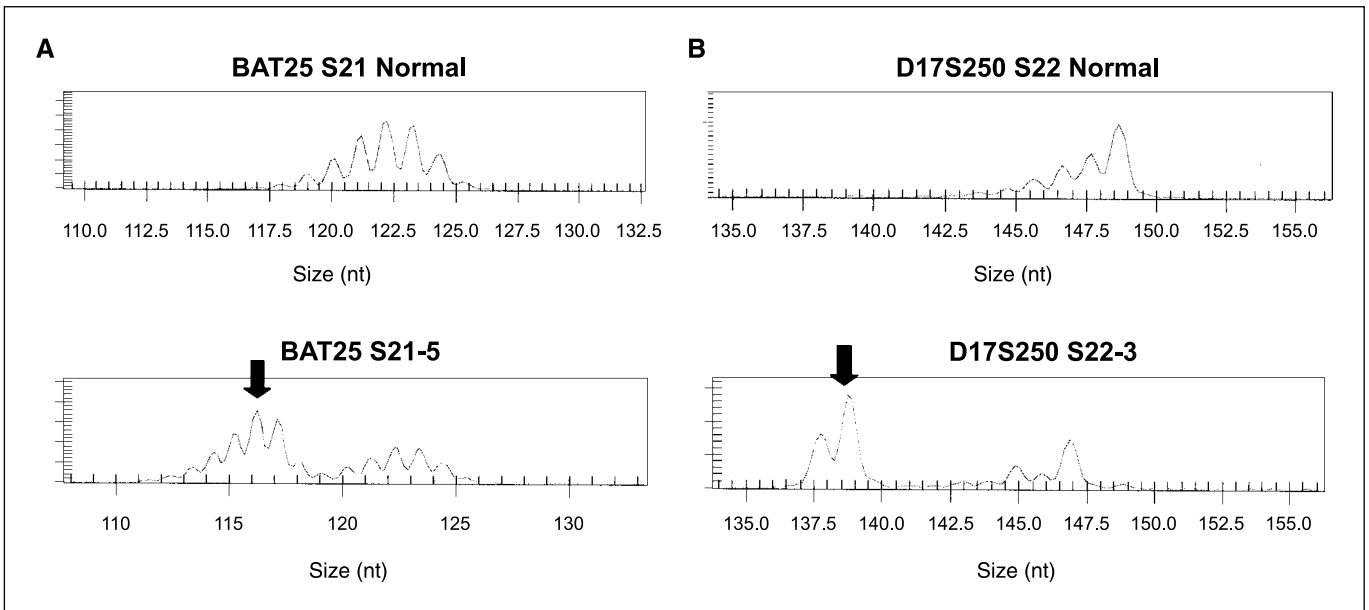 A
BAT25 S21 Normal
110.0 112.5 115.0 117.5 120.0 122.5 125.0 127.5 130.0 132.5
Size (nt)
BAT25 S21-5
110 115 120 125 130
Size (nt)
B
D17S250 S22 Normal
135.0 137.5 140.0 142.5 145.0 147.5 150.0 152.5 155.0
Size (nt)
D17S250 S22-3
135.0 137.5 140.0 142.5 145.0 147.5 150.0 152.5 155.0
Size (nt)